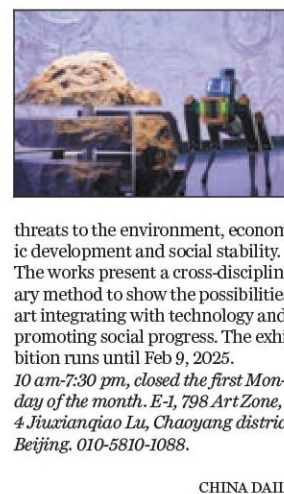 threats to the environment, econom
ic development and social stability.
The works present a cross-disciplin
ary method to show the possibilities
art integrating with technology and
promoting social progress. The exhi
bition runs until Feb 9, 2025.
10 am-7:30 pm, closed the first Mon-
day of the month. E-1, 798 Art Zone,
4 Jiuxianqiao Lu, Chaoyang distric
Beijing. 010-5810-1088.
CHINA DAIL